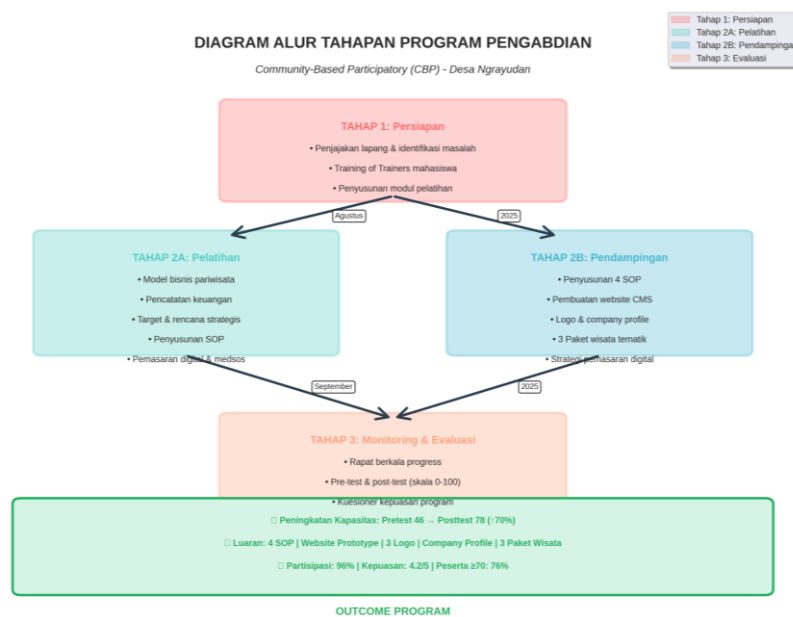 DIAGRAM ALUR TAHAPAN PROGRAM PENGABDIAN
Community-Based Participatory (CBP) - Desa Ngrayudan
Tahap 1: Persiapan
Tahap 2A: Pelatihan
Tahap 2B: Pendampinga
Tahap 3: Evaluasi
TAHAP 1: Persiapan
• Penjajakan lapang & identifikasi masalah
• Training of Trainers mahasiswa
• Penyusunan modul pelatihan
Agustus
2025
TAHAP 2A: Pelatihan
• Model bisnis pariwisata
• Pencatatan keuangan
• Target & rencana strategis
• Penyusunan SOP
• Pemasaran digital & medsos
TAHAP 2B: Pendampingan
• Penyusunan 4 SOP
• Pembuatan website CMS
• Logo & company profile
• 3 Paket wisata tematik
• Strategi pemasaran digital
September
2025
TAHAP 3: Monitoring & Evaluasi
• Rapat berkala progress
• Pre-test & post-test (skala 0-100)
• Kuesioner kepuasan program
Peningkatan Kapasitas: Pretest 46 → Posttest 78 (↑70%)
Luaran: 4 SOP | Website Prototype | 3 Logo | Company Profile | 3 Paket Wisata
Partisipasi: 96% | Kepuasan: 4.2/5 | Peserta ≥70: 76%
OUTCOME PROGRAM